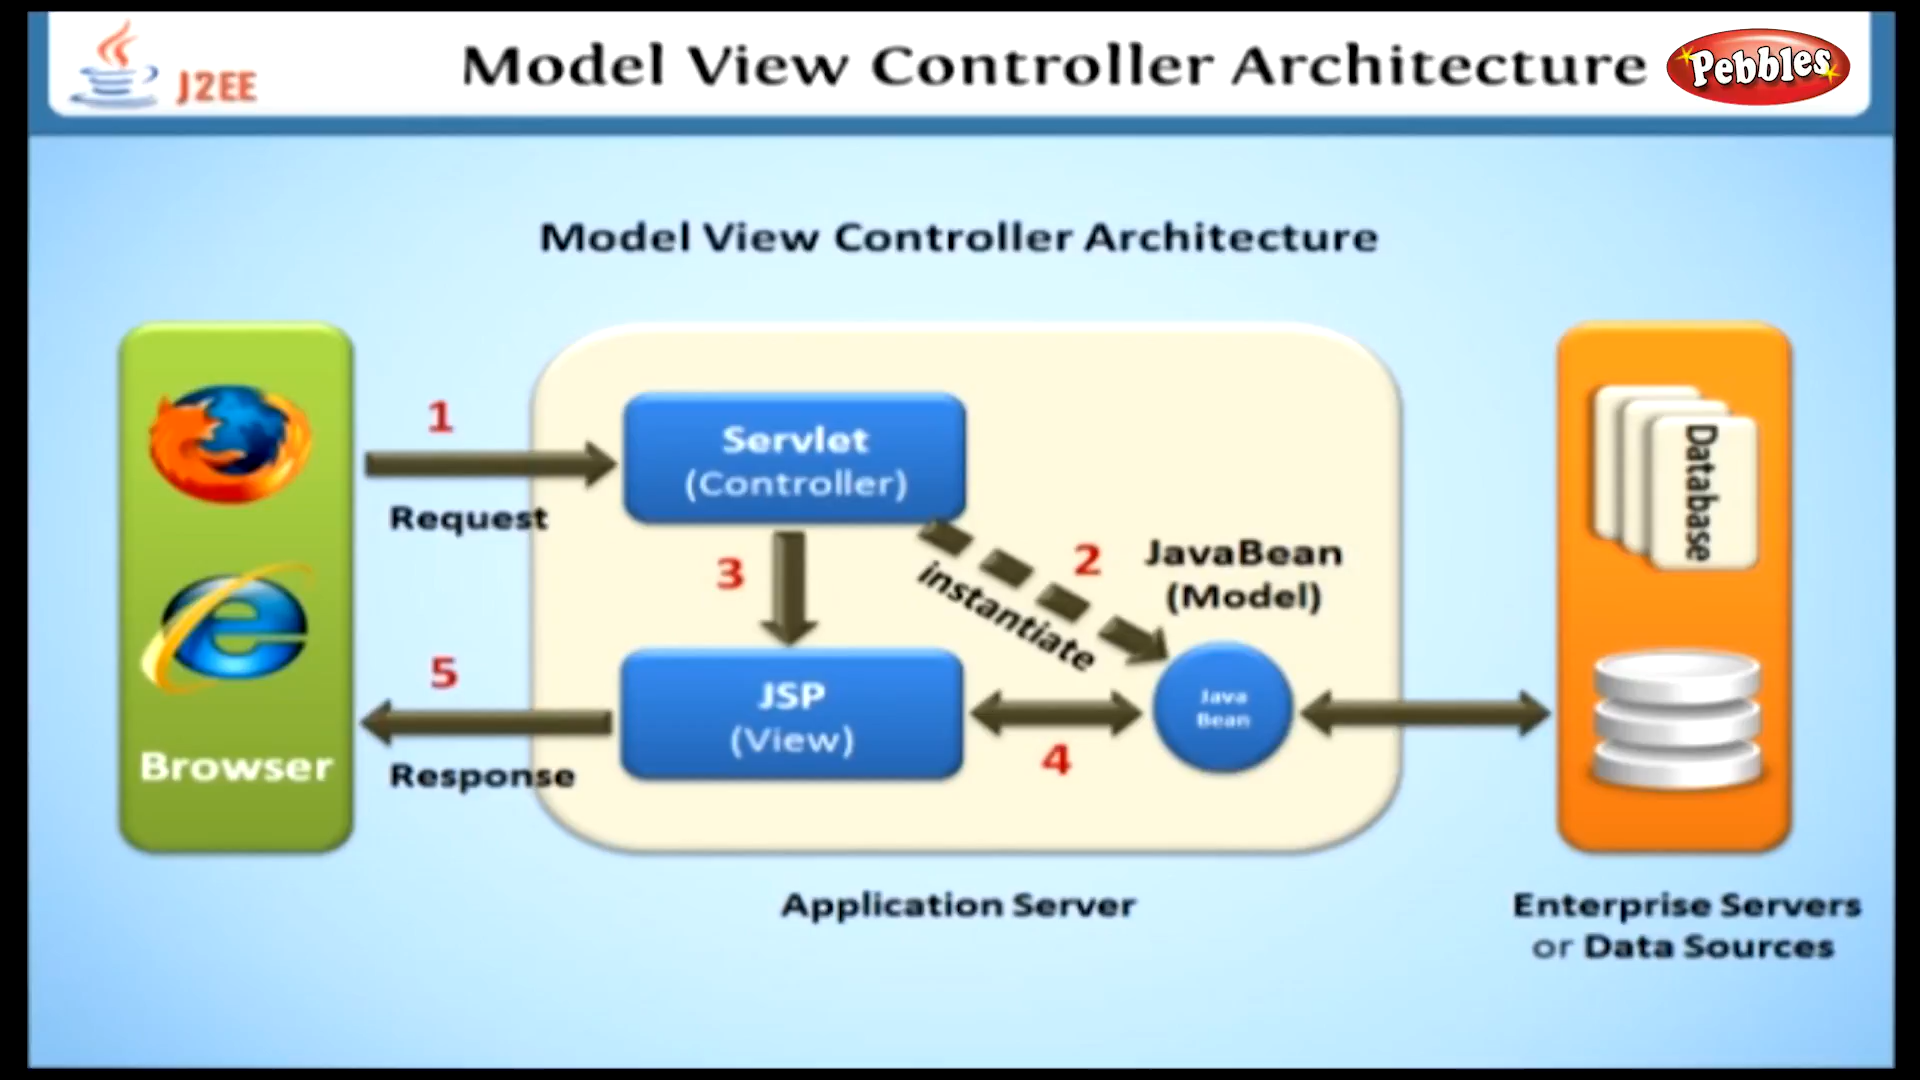 J2EE
Model View Controller Architecture
Pebbles
Model View Controller Architecture
1
Request
Servlet
(Controller)
3
2
instantiate
JavaBean
(Model)
Database
5
Response
JSP
(View)
4
Java
Bean
Browser
Application Server
Enterprise Servers
or Data Sources